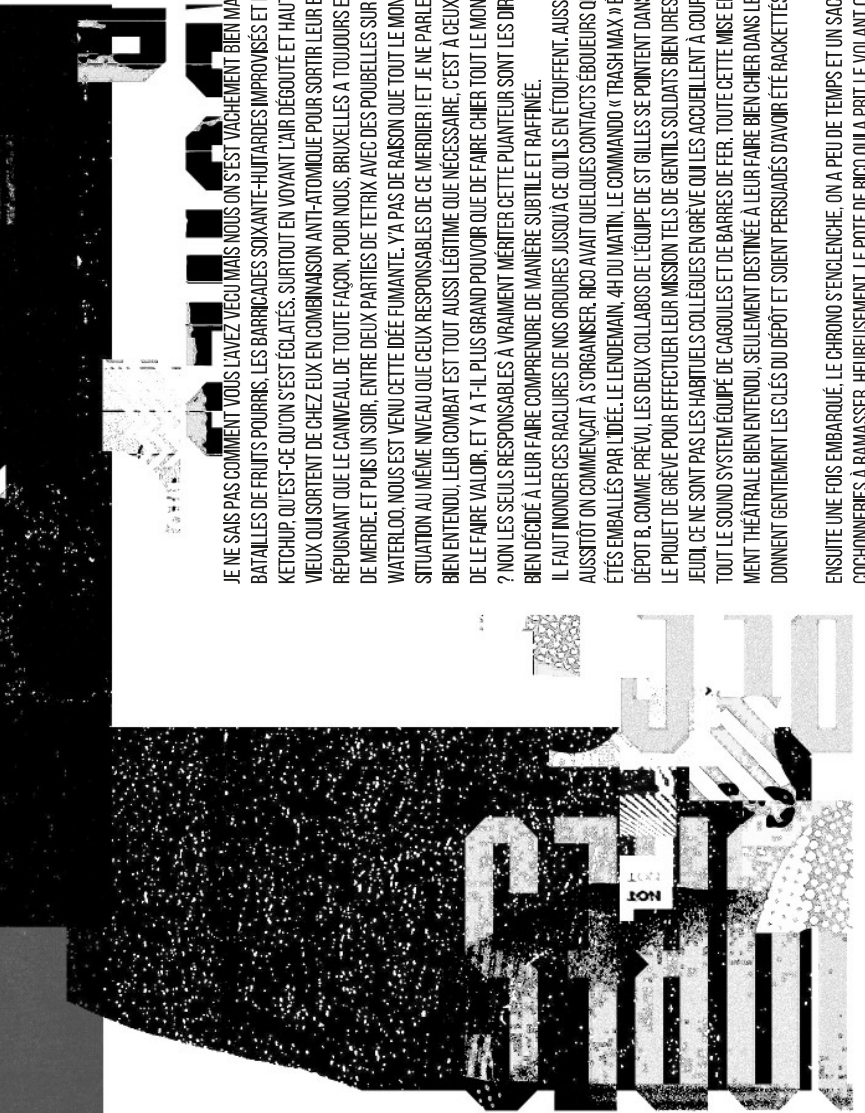 JE NE SAIS PAS COMMENT VOUS L'AVEZ VECU MAIS NOUS ON S'EST VACHEMENT BIEN MA
BATAILLES DE FRUITS POURRIS, LES BARRICADES SOIXANTE-HUITARDES IMPROVISÉS ET
KETCHUP, QU'EST-CE QU'ON S'EST ÉCLATÉS. SURTOUT EN VOYANT L'AIR DÉGOUTÉ ET HAUT
VIEUX QUI SORTENT DE CHEZ EUX EN COMBINAISON ANTI-ATOMIQUE POUR SORTIR LEUR
RÉPUGNANT QUE LE CANIVEAU. DE TOUTE FAÇON, POUR NOUS, BRUXELLES A TOUJOURS
DE MERDE. ET PUIS UN SOIR, ENTRE DEUX PARTIES DE TETRIX AVEC DES POUBELLES SUR
WATERLOO, NOUS EST VENU CETTE IDÉE FUMANTE. Y'A PAS DE RAISON QUE TOUT LE MON
SITUATION AU MÊME NIVEAU QUE CEUX RESPONSABLES DE CE MERDIER ! ET JE NE PARLE
BIEN ENTENDU, LEUR COMBAT EST TOUT AUSSI LÉGITIME QUE NÉCESSAIRE, C'EST À CEUX
DE LE FAIRE VALOIR, ET Y A T-IL PLUS GRAND POUVOIR QUE DE FAIRE CHIER TOUT LE MON
? NON LES SEULS RESPONSABLES À VRAIMENT MÉRITER CETTE PUANTEUR SONT LES DIR
BIEN DÉCIDÉ À LEUR FAIRE COMPRENDRE DE MANIÈRE SUBTILE ET RAFFINÉE.
IL FAUT INONDER CES RACLURES DE NOS ORDURES JUSQU'À CE QU'ILS EN ÉTOUFFENT. AUSS
AUSSITÔT ON COMMENÇAIT À S'ORGANISER. RICO AVAIT QUELQUES CONTACTS ÉBOUEURS Q
ÉTÉS EMBALLÉS PAR L'IDÉE. LE LENDEMAIN, 4H DU MATIN, LE COMMANDO « TRASH MAX »
DÉPOT B. COMME PRÉVU, LES DEUX COLLABOS DE L'ÉQUIPE DE ST GILLES SE POINTENT DANS
LE PIQUET DE GRÈVE POUR EFFECTUER LEUR MISSION TELS DE GENTILS SOLDATS BIEN DRES
JEUDI, CE NE SONT PAS LES HABITUELS COLLÈGUES EN GRÈVE QUI LES ACCUEILLENT À COUR
TOUT LE SOUND SYSTEM ÉQUIPÉ DE CAGOULES ET DE BARRES DE FER. TOUTE CETTE MISE
MENT THÉÂTRALE BIEN ENTENDU, SEULEMENT DESTINÉE À LEUR FAIRE BIEN CHIER DANS LE
DONNENT GENTIEMENT LES CLÉS DU DÉPÔT ET SOIENT PERSUADÉS D'AVOIR ÉTÉ RACKETTÉS
ENSUITE UNE FOIS EMBARQUÉ, LE CHRONO S'ENCLENCHE. ON A PEU DE TEMPS ET UN SAC
COCHONNERIES À RAMASSER. HEUREUSEMENT, LE POTE DE RICO QUI A PRIT LE VOLANT
NOT